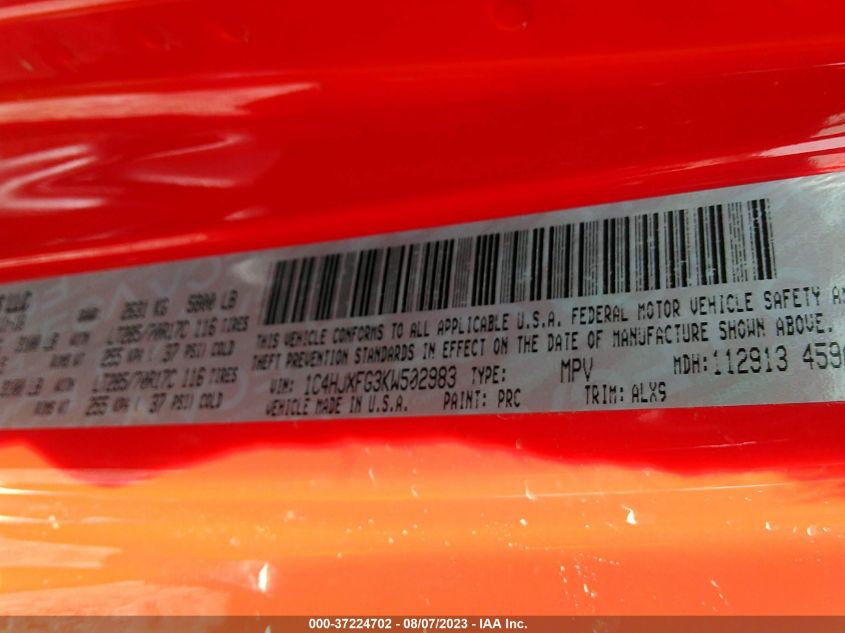 2631 KG 5800 LB
LT285/70R17C 116 TIRES
255 KPA ( 37 PSI) COLD
LT285/70R17C 116 TIRES
255 KPA ( 37 PSI) COLD
THIS VEHICLE CONFORMS TO ALL APPLICABLE U.S.A. FEDERAL MOTOR VEHICLE SAFETY AN
THEFT PREVENTION STANDARDS IN EFFECT ON THE DATE OF MANUFACTURE SHOWN ABOVE.
VIN: 1C4HJXFG3KW502983 TYPE: MPV MDH: 112913 459
VEHICLE MADE IN U.S.A. PAINT: PRC TRIM: ALX9
000-37224702 - 08/07/2023 - IAA Inc.